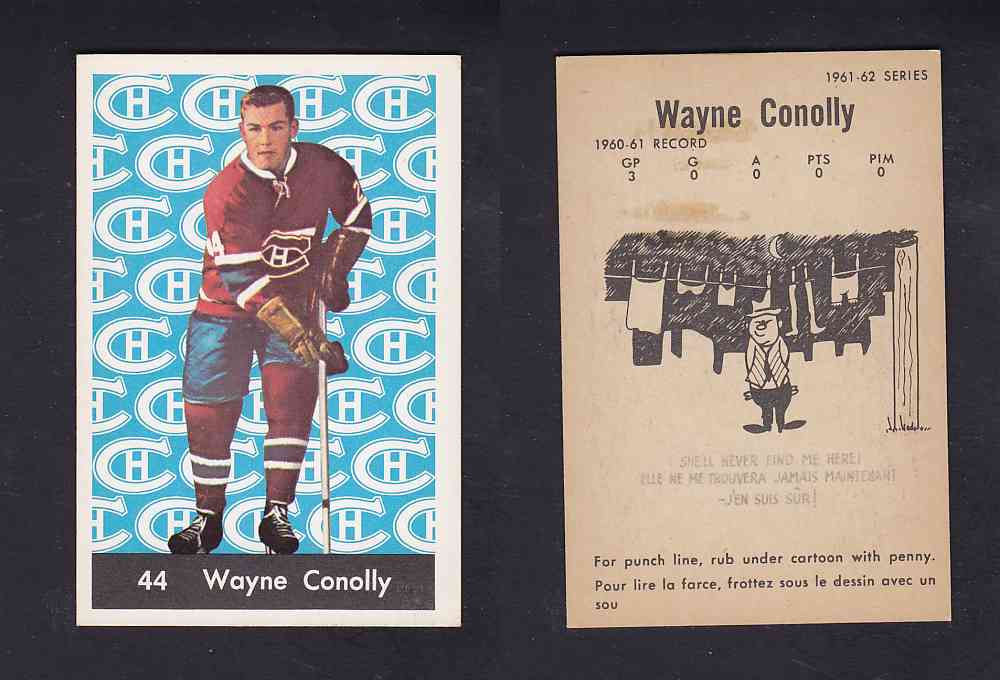 44 Wayne Conolly
1961-62 SERIES
Wayne Conolly
1960-61 RECORD
GP G A PTS PIM
3 0 0 0 0
SHE'LL NEVER FIND ME HERE!
ELLE NE ME TROUVERA JAMAIS MAINTENANT
-J'EN SUIS SÛR!
For punch line, rub under cartoon with penny.
Pour lire la farce, frottez sous le dessin avec un
sou